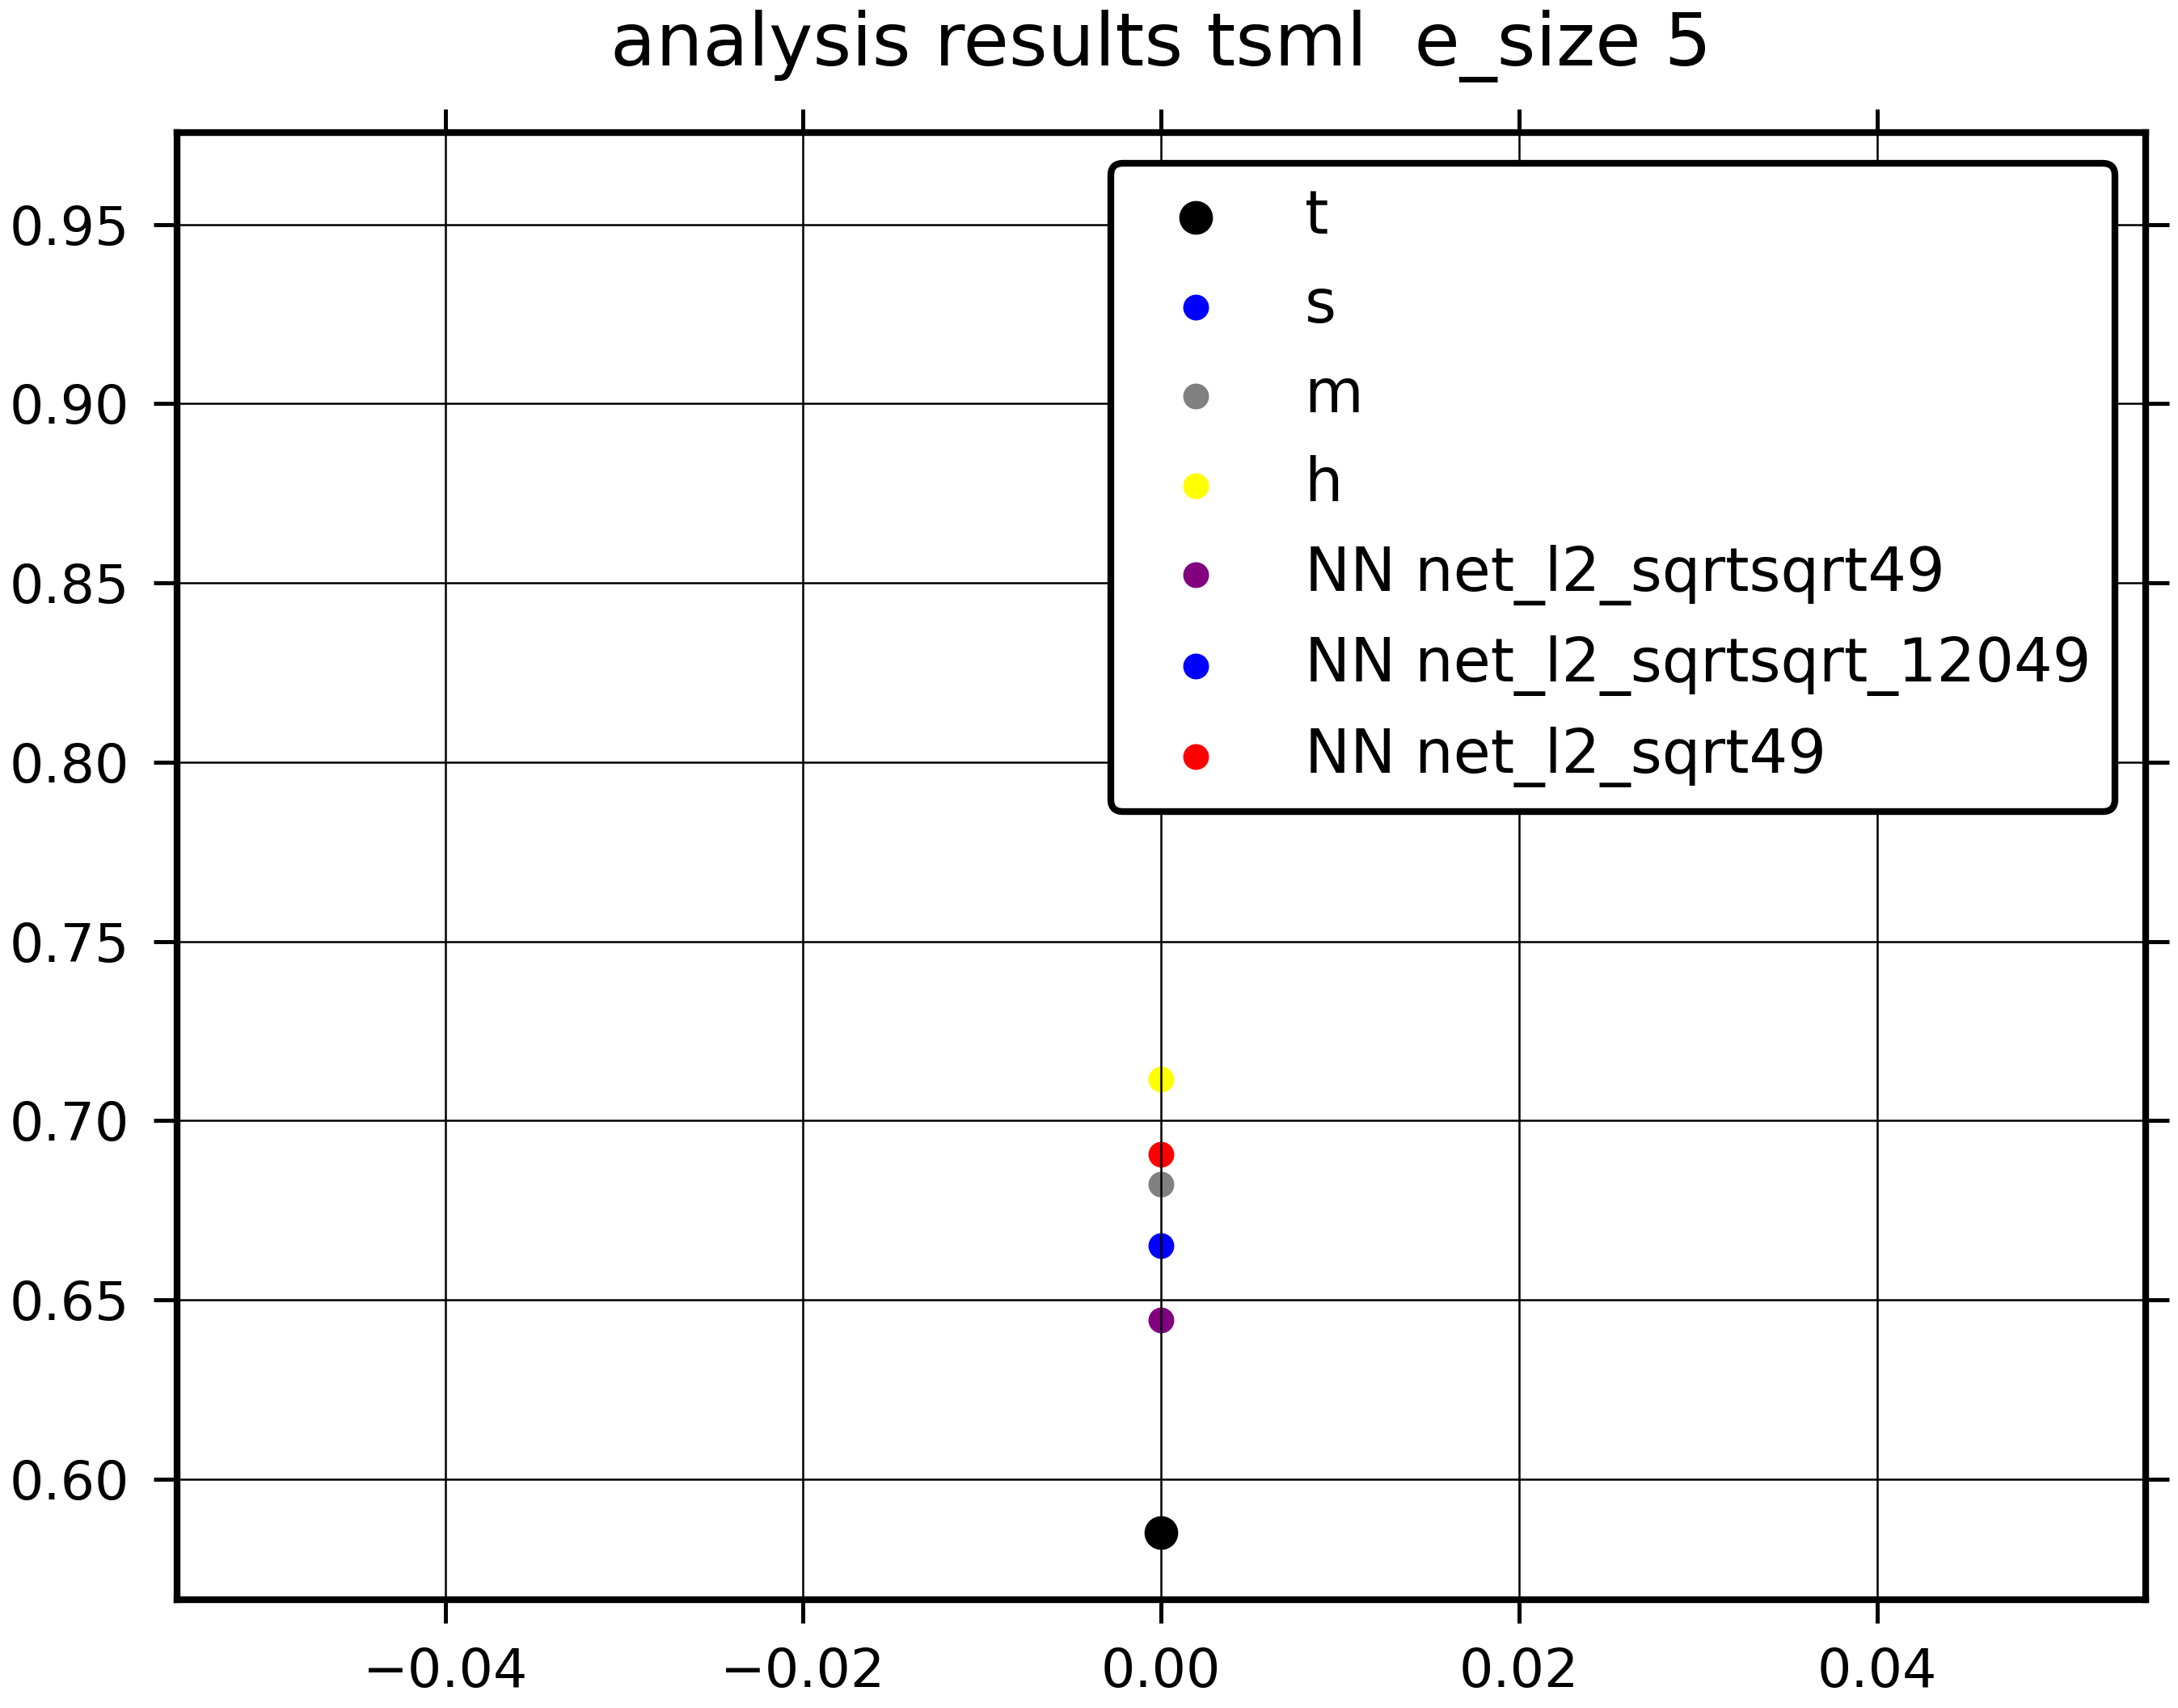 analysis results tsml  e_size 5
0.95
0.90
0.85
0.80
0.75
0.70
0.65
0.60
t
s
m
h
NN net_l2_sqrtsqrt49
NN net_l2_sqrtsqrt_12049
NN net_l2_sqrt49
−0.04
−0.02
0.00
0.02
0.04